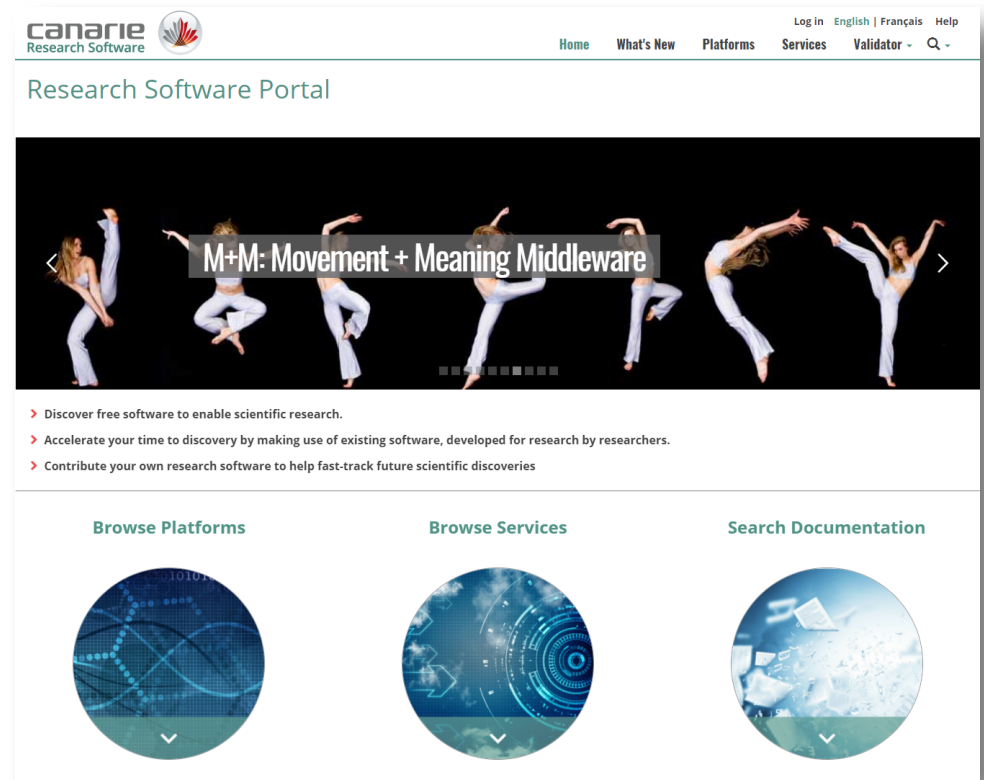 canarie
Research Software
Log in English | Français Help
Home What's New Platforms Services Validator
Research Software Portal
M+M: Movement + Meaning Middleware
Discover free software to enable scientific research.
Accelerate your time to discovery by making use of existing software, developed for research by researchers.
Contribute your own research software to help fast-track future scientific discoveries
Browse Platforms Browse Services Search Documentation